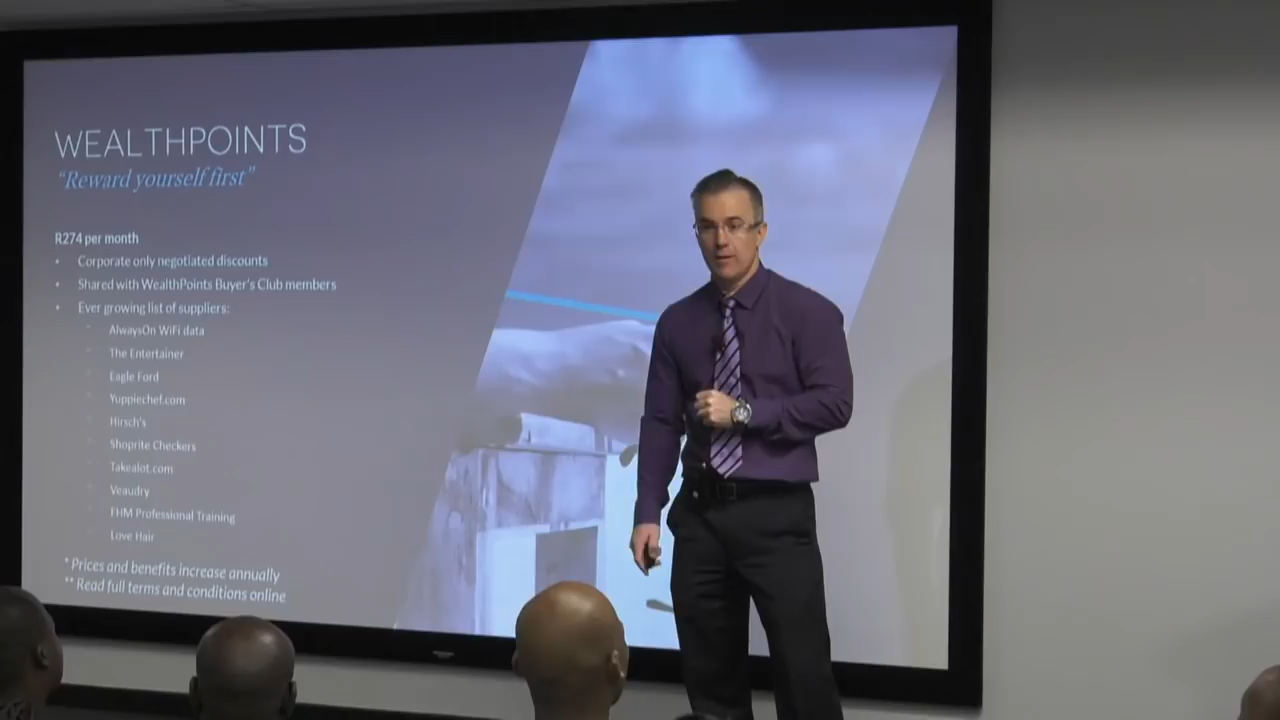 WEALTHPOINTS
“Reward yourself first”
R274 per month
• Corporate only negotiated discounts
• Shared with WealthPoints Buyer's Club members
• Ever growing list of suppliers:
- AlwaysOn WiFi data
- The Entertainer
- Eagle Ford
- Yuppiechef.com
- Hirsch's
- Shoprite Checkers
- Takealot.com
- Veaudry
- FHM Professional Training
- Love Hair
* Prices and benefits increase annually
** Read full terms and conditions online